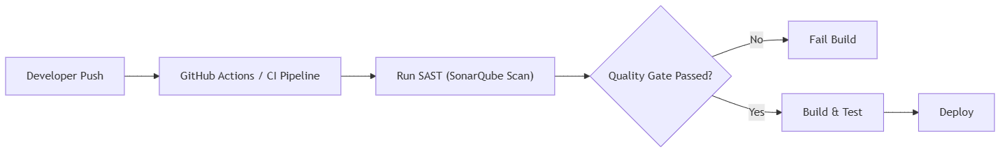 Developer Push
GitHub Actions / CI Pipeline
Run SAST (SonarQube Scan)
Quality Gate Passed?
No
Fail Build
Yes
Build & Test
Deploy